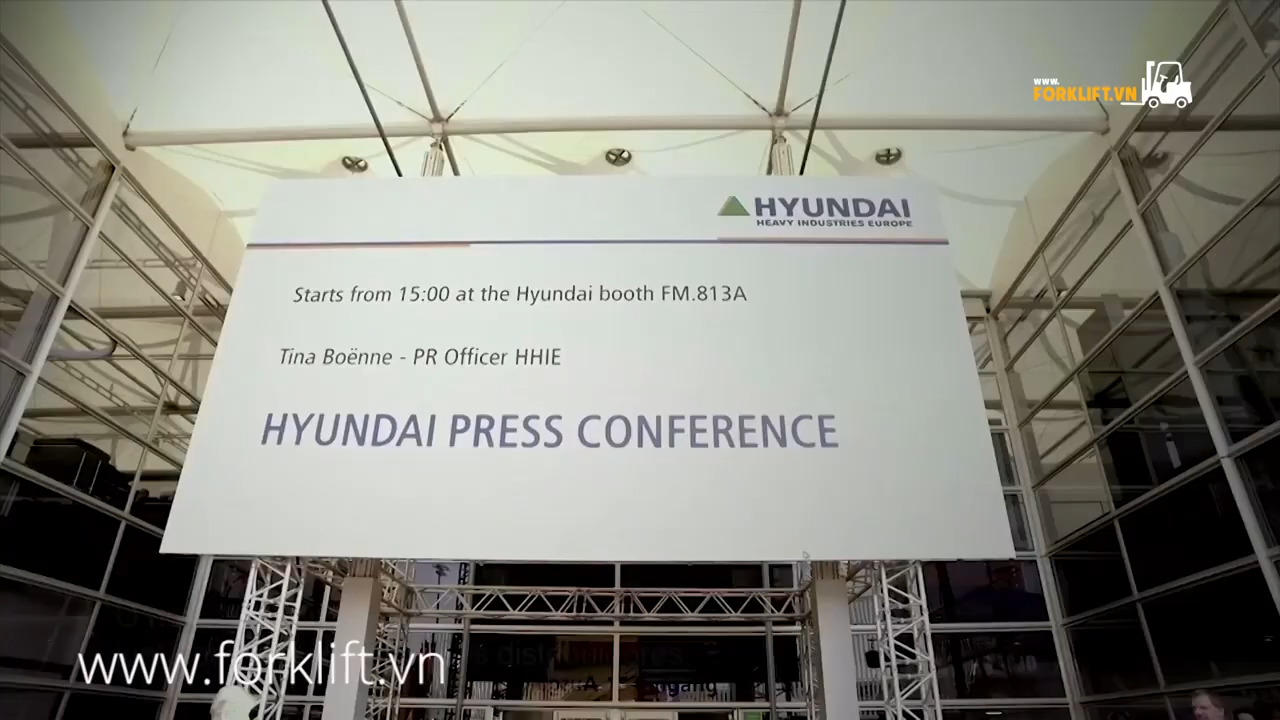 www.
FORKLIFT.VN
HYUNDAI
HEAVY INDUSTRIES EUROPE
Starts from 15:00 at the Hyundai booth FM.813A
Tina Boënne - PR Officer HHIE
HYUNDAI PRESS CONFERENCE
www.forklift.vn